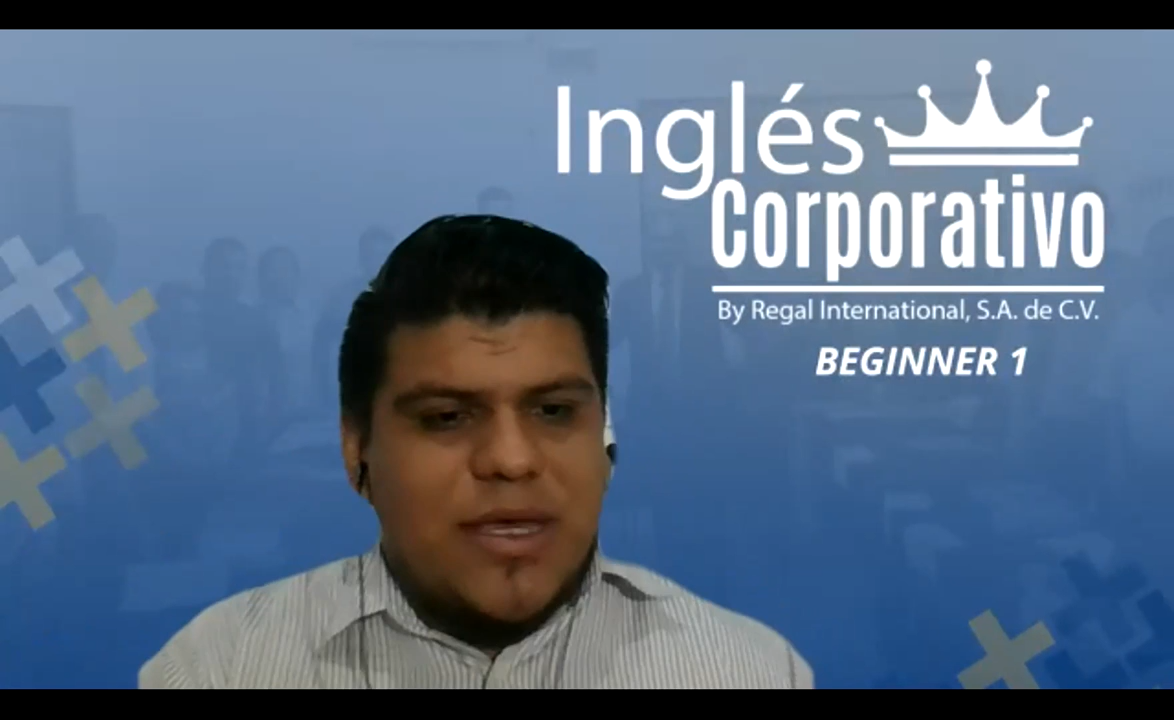 Inglés
Corporativo
By Regal International, S.A. de C.V.
BEGINNER 1